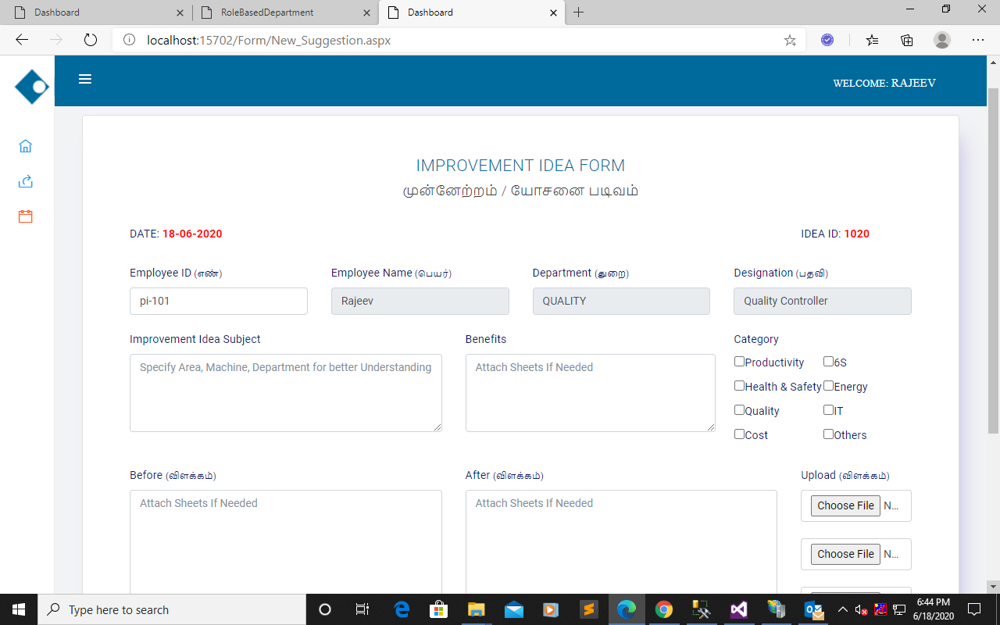 Dashboard
RoleBasedDepartment
Dashboard
localhost:15702/Form/New_Suggestion.aspx
WELCOME: RAJEEV
IMPROVEMENT IDEA FORM
முன்னேற்றம் / யோசனை படிவம்
DATE: 18-06-2020
IDEA ID: 1020
Employee ID (எண்)
Employee Name (பெயர்)
Department (துறை)
Designation (பதவி)
pi-101
Rajeev
QUALITY
Quality Controller
Improvement Idea Subject
Benefits
Category
Specify Area, Machine, Department for better Understanding
Attach Sheets If Needed
Productivity
6S
Health & Safety
Energy
Quality
IT
Cost
Others
Before (விளக்கம்)
After (விளக்கம்)
Upload (விளக்கம்)
Attach Sheets If Needed
Attach Sheets If Needed
Choose File N...
Choose File N...
Type here to search
6:44 PM
6/18/2020